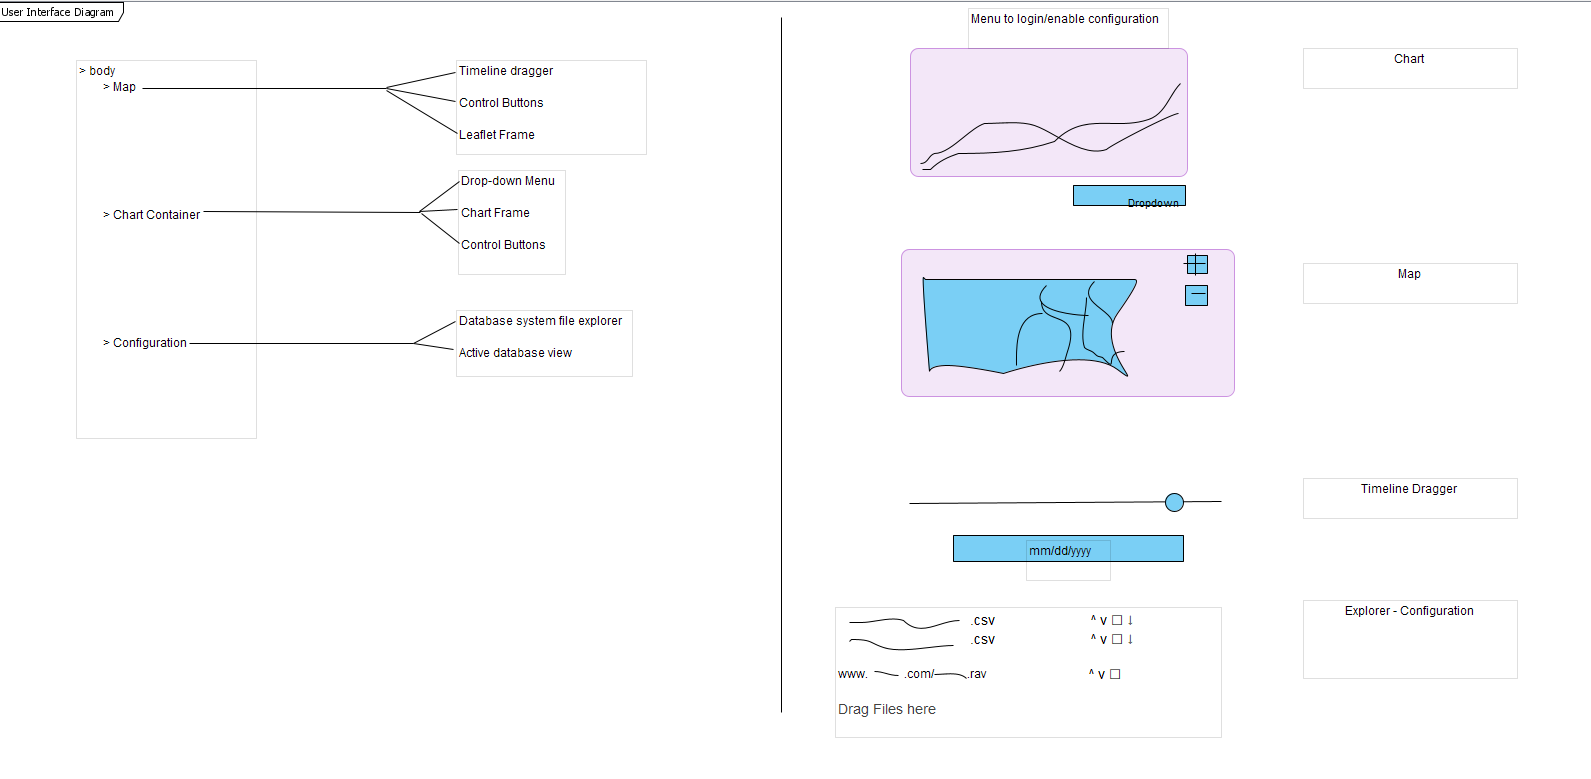 User Interface Diagram
> body
> Map
Timeline dragger
Control Buttons
Leaflet Frame
> Chart Container
Drop-down Menu
Chart Frame
Control Buttons
> Configuration
Database system file explorer
Active database view
Menu to login/enable configuration
Chart
Dropdown
Map
Timeline Dragger
mm/dd/yyyy
Explorer - Configuration
.csv ^ v □ ↓
.csv ^ v □ ↓
www. .com/ .rav ^ v □
Drag Files here